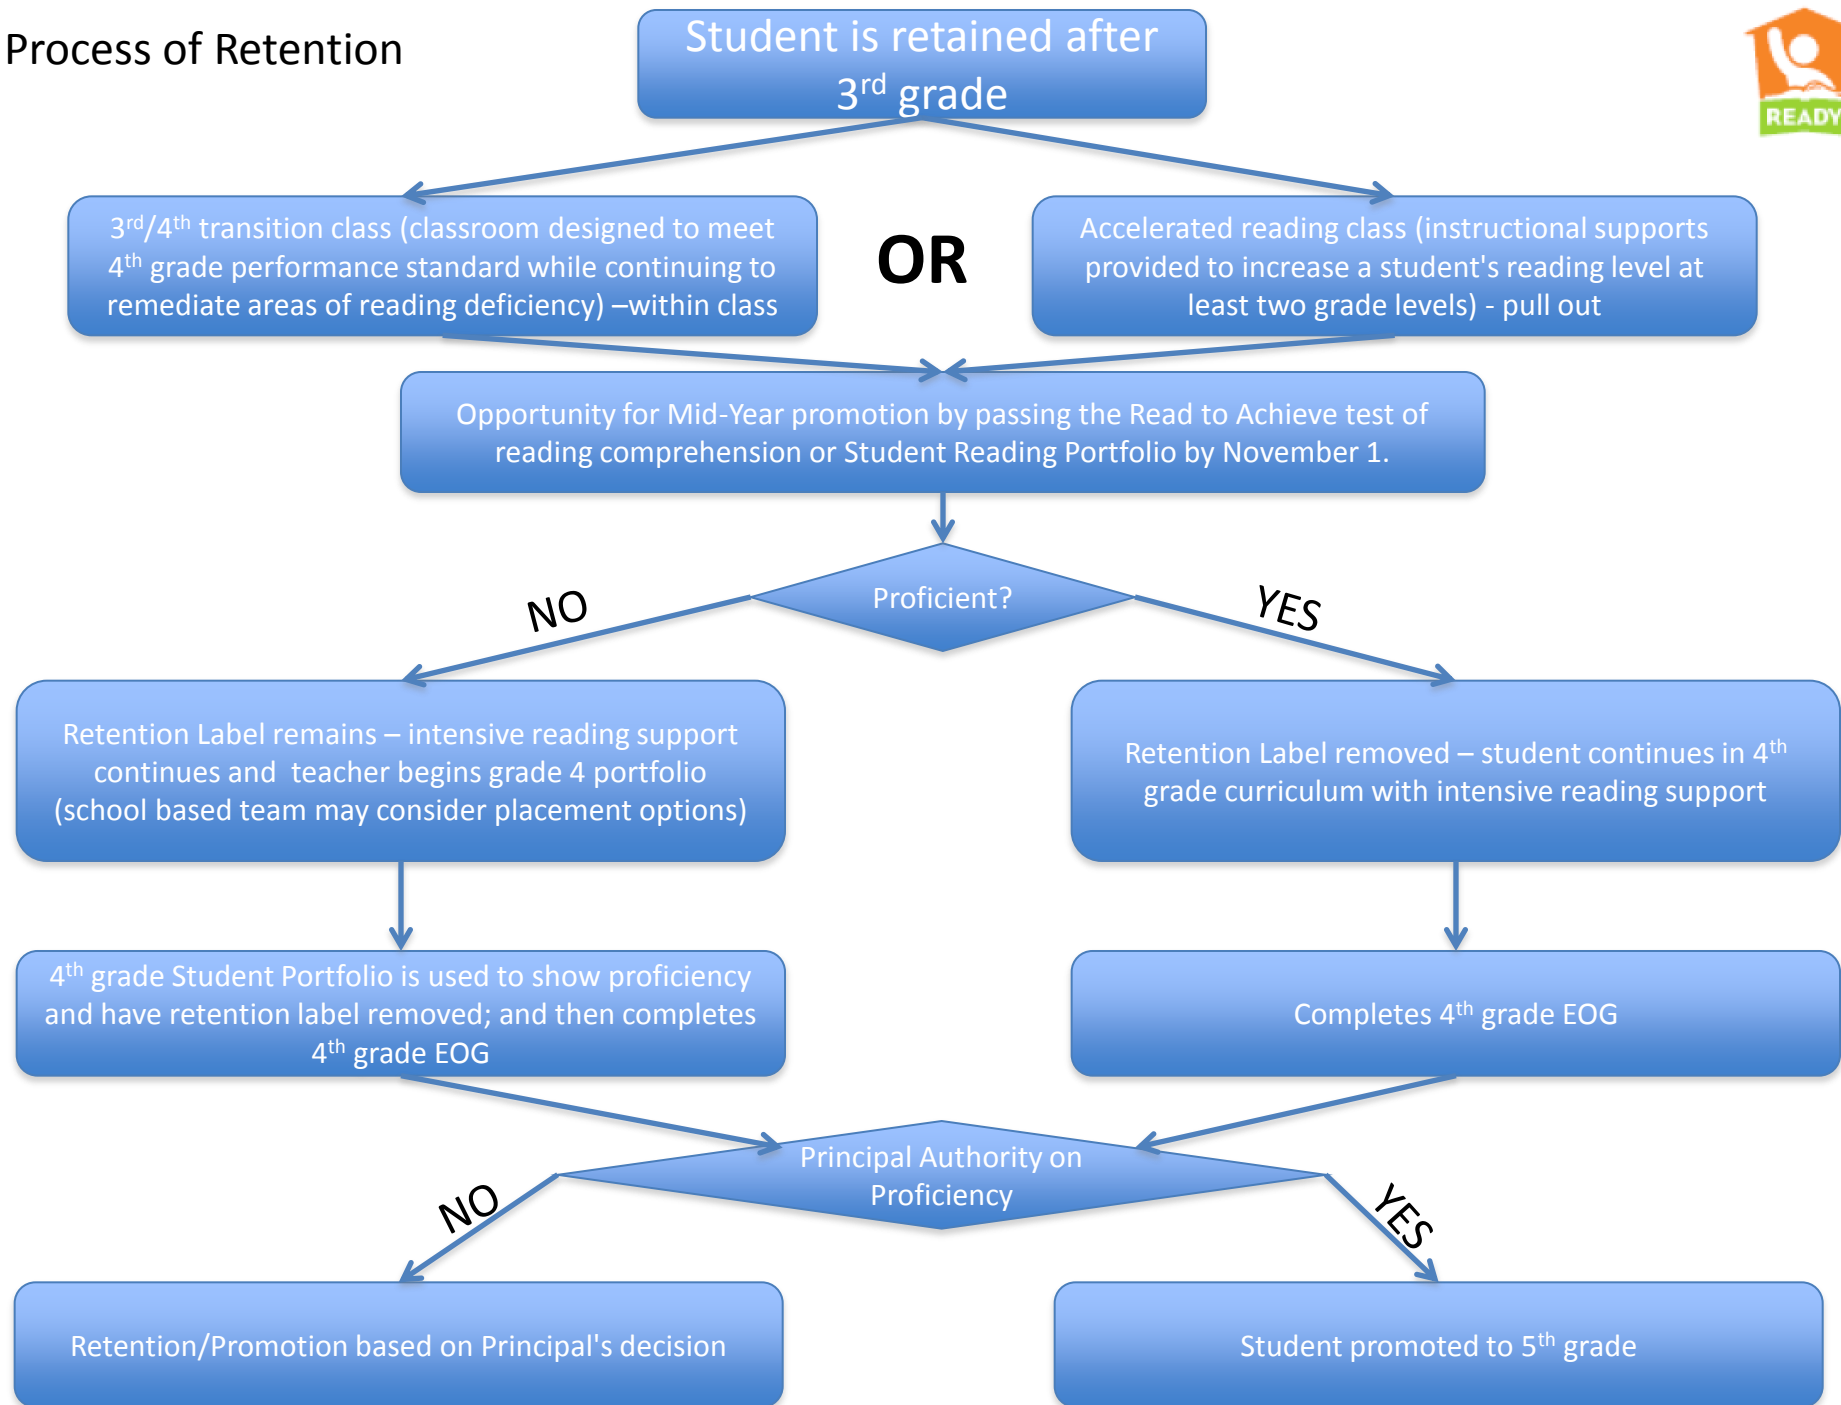 Process of Retention
Student is retained after
3rd grade
READY
3rd/4th transition class (classroom designed to meet
4th grade performance standard while continuing to
remediate areas of reading deficiency) –within class
OR
Accelerated reading class (instructional supports
provided to increase a student's reading level at
least two grade levels) - pull out
Opportunity for Mid-Year promotion by passing the Read to Achieve test of
reading comprehension or Student Reading Portfolio by November 1.
Proficient?
NO
YES
Retention Label remains – intensive reading support
continues and  teacher begins grade 4 portfolio
(school based team may consider placement options)
Retention Label removed – student continues in 4th
grade curriculum with intensive reading support
4th grade Student Portfolio is used to show proficiency
and have retention label removed; and then completes
4th grade EOG
Completes 4th grade EOG
Principal Authority on
Proficiency
NO
YES
Retention/Promotion based on Principal's decision
Student promoted to 5th grade